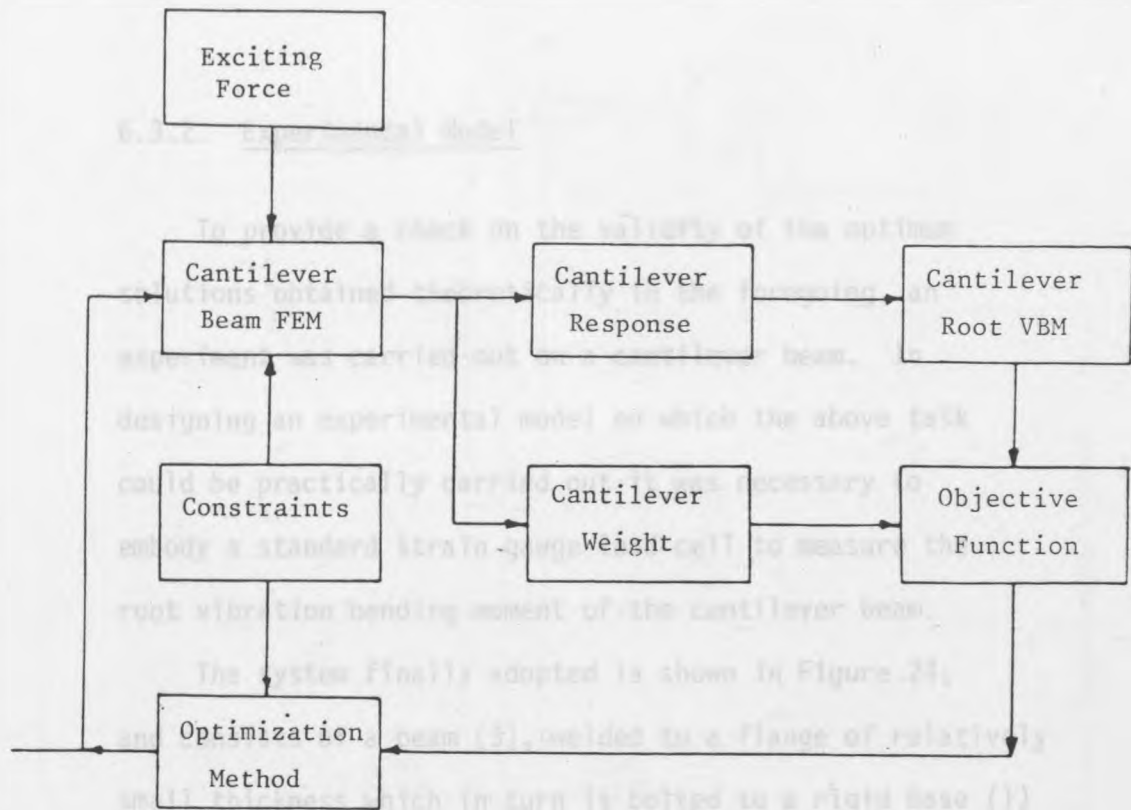 Exciting
Force
6.3.2 Experimental Model
To provide a check on the validity of the optimum
Cantilever
Beam FEM
Cantilever
Response
Cantilever
Root VBM
solutions obtained theoretically in the foregoing, an
experiment was carried out on a cantilever beam. In
designing an experimental model on which the above task
Constraints
Cantilever
Weight
Objective
Function
could be practically carried out it was necessary to
embody a standard strain-gauge load cell to measure the
root vibration bending moment of the cantilever beam.
The system finally adopted is shown in Figure 24,
Optimization
Method
and consists of a beam (3), welded to a flange of relatively
small thickness which in turn is bolted to a rigid base (1)